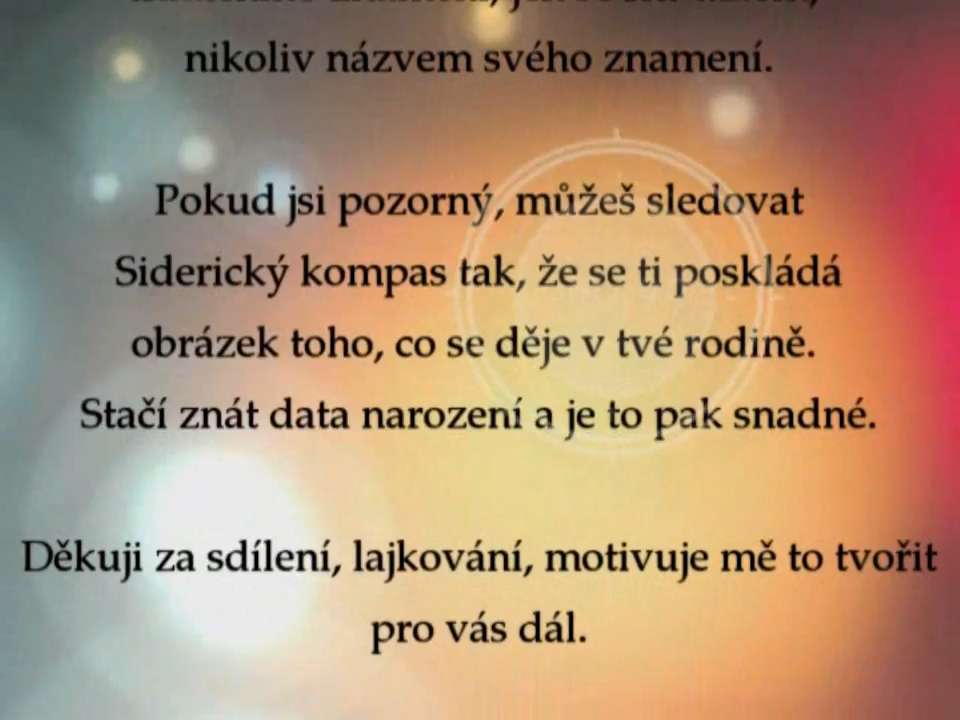 nikoliv názvem svého znamení.
Pokud jsi pozorný, můžeš sledovat
Siderický kompas tak, že se ti poskládá
obrázek toho, co se děje v tvé rodině.
Stačí znát data narození a je to pak snadné.
Děkuji za sdílení, lajkování, motivuje mě to tvořit
pro vás dál.